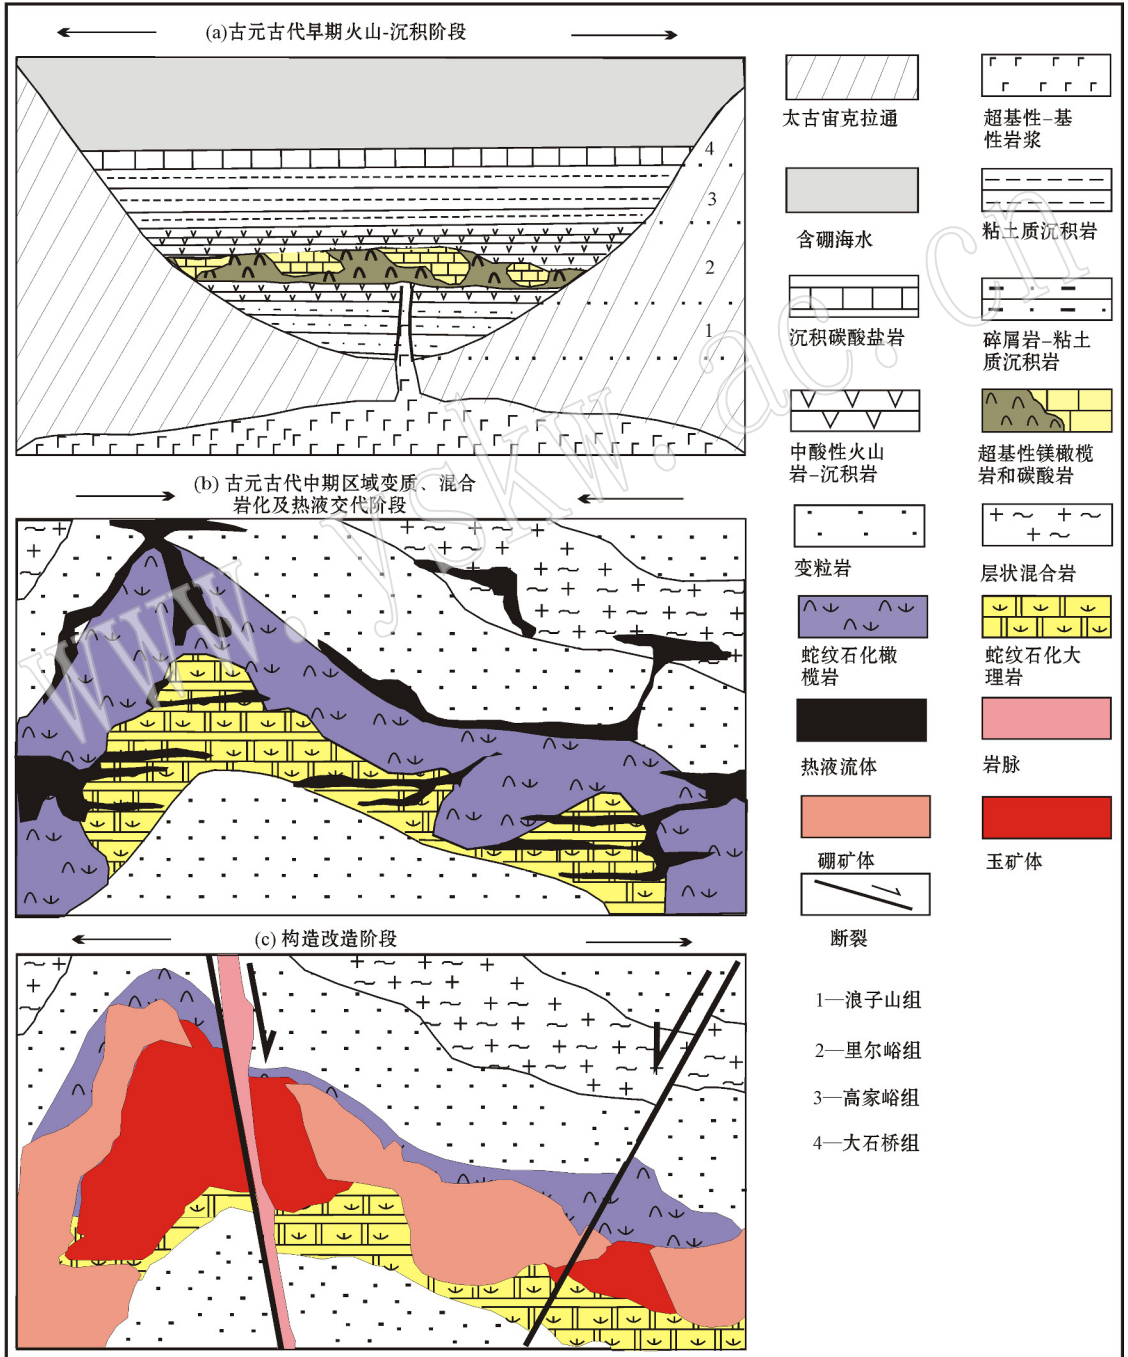 (a)古元古代早期火山-沉积阶段
4
3
2
1
(b) 古元古代中期区域变质、混合
岩化及热液交代阶段
(c) 构造改造阶段
太古宙克拉通
超基性–基
性岩浆
含硼海水
粘土质沉积岩
沉积碳酸盐岩
碎屑岩–粘土
质沉积岩
中酸性火山
岩–沉积岩
超基性镁橄榄
岩和碳酸岩
变粒岩
层状混合岩
蛇纹石化橄
榄岩
蛇纹石化大
理岩
热液流体
岩脉
硼矿体
玉矿体
断裂
1—浪子山组
2—里尔峪组
3—高家峪组
4—大石桥组
www.yskw.ac.cn